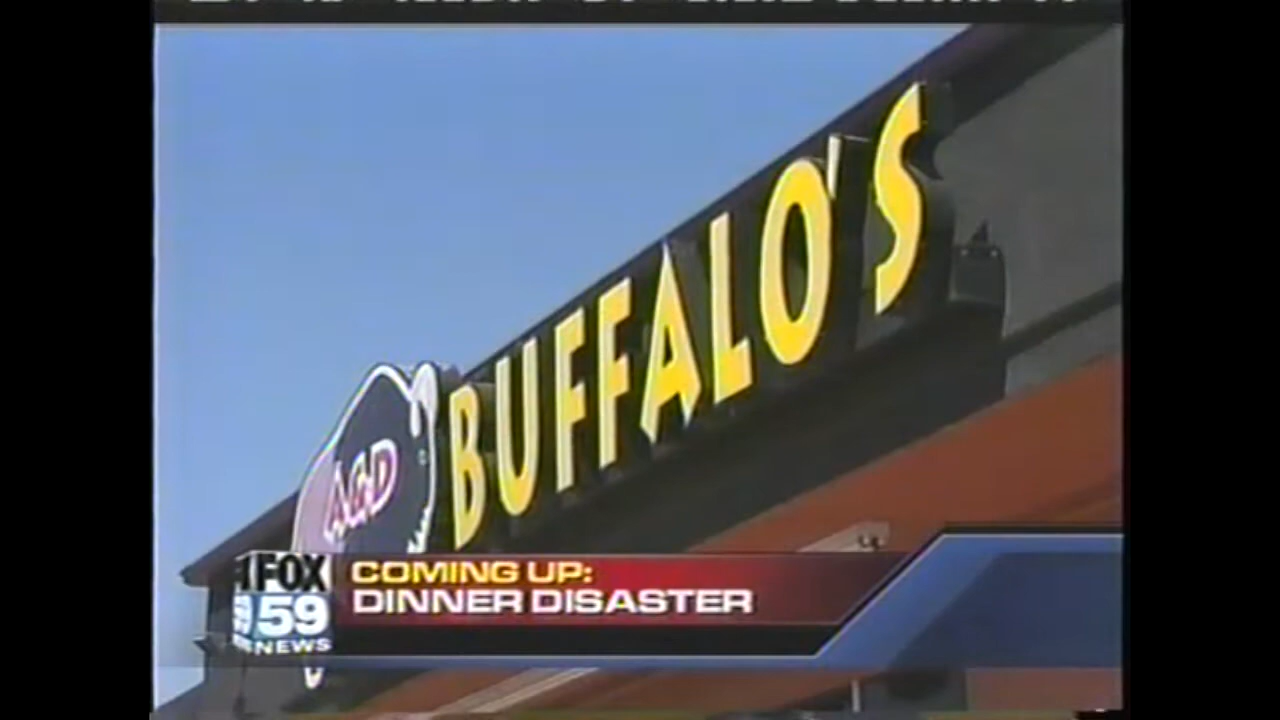 BUFFALO'S
A&D
FOX
59
NEWS
COMING UP:
DINNER DISASTER